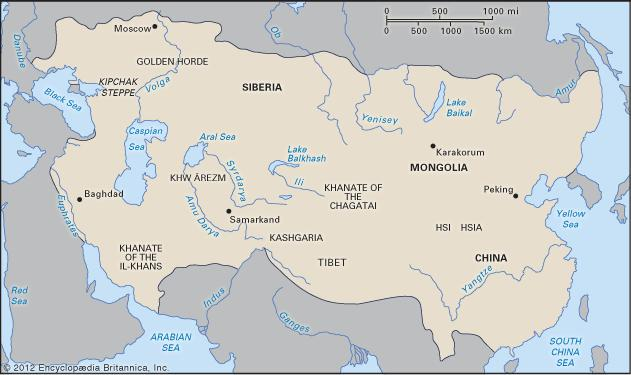 0 500 1000 mi
0 500 1000 1500 km
Moscow
Ob
Danube
GOLDEN HORDE
KIPCHAK
STEPPE
Volga
SIBERIA
Amur
Black Sea
Lake
Baikal
Yenisey
Caspian
Sea
Aral Sea
Lake
Balkhash
Karakorum
MONGOLIA
Syrdarya
Ili
KHW ĀREZM
KHANATE OF
THE
CHAGATAI
Peking
Baghdad
Euphrates
Amu Darya
Samarkand
Yellow
Sea
HSI HSIA
KASHGARIA
KHANATE
OF THE
IL-KHANS
TIBET
CHINA
Yangtze
Red
Sea
Indus
Ganges
ARABIAN
SEA
SOUTH
CHINA
SEA
© 2012 Encyclopædia Britannica, Inc.